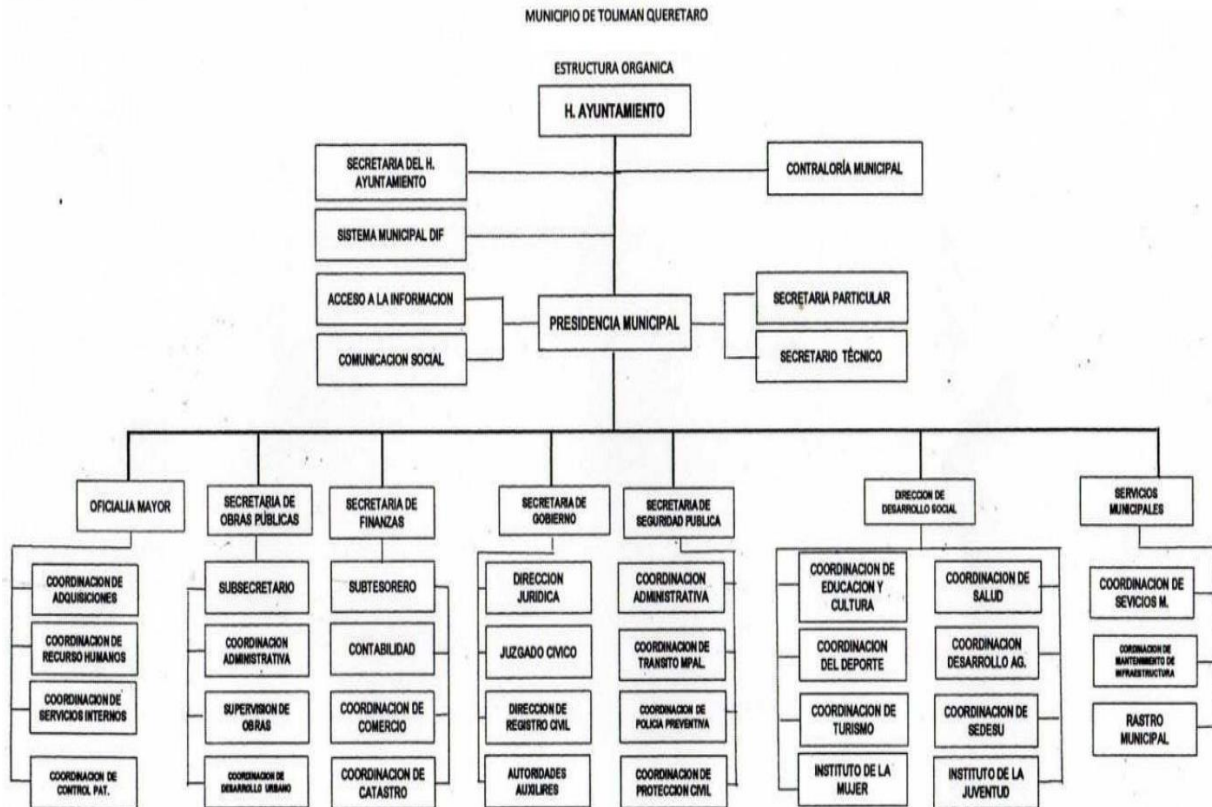 MUNICIPIO DE TOLIMAN QUERETARO
ESTRUCTURA ORGANICA
H. AYUNTAMIENTO
SECRETARIA DEL H.
AYUNTAMIENTO
CONTRALORÍA MUNICIPAL
SISTEMA MUNICIPAL DIF
ACCESO A LA INFORMACION
SECRETARIA PARTICULAR
PRESIDENCIA MUNICIPAL
COMUNICACION SOCIAL
SECRETARIO TÉCNICO
OFICIALIA MAYOR
SECRETARIA DE
OBRAS PÚBLICAS
SECRETARIA DE
FINANZAS
SECRETARIA DE
GOBIERNO
SECRETARIA DE
SEGURIDAD PUBLICA
DIRECCION DE
DESARROLLO SOCIAL
SERVICIOS
MUNICIPALES
COORDINACION DE
ADQUISICIONES
SUBSECRETARIO
SUBTESORERO
DIRECCION
JURIDICA
COORDINACION
ADMINISTRATIVA
COORDINACION DE
EDUCACION Y
CULTURA
COORDINACION DE
SALUD
COORDINACION DE
SEVICIOS M.
COORDINACION DE
RECURSO HUMANOS
COORDINACION
ADMINISTRATIVA
CONTABILIDAD
JUZGADO CIVICO
COORDINACION DE
TRANSITO MPAL.
COORDINACION
DEL DEPORTE
COORDINACION
DESARROLLO AG.
CORDINACION DE
MANTENIMIENTO DE
INFRAESTRUCTURA
COORDINACION DE
SERVICIOS INTERNOS
SUPERVISION DE
OBRAS
COORDINACION DE
COMERCIO
DIRECCION DE
REGISTRO CIVIL
COORDINACION DE
POLICIA PREVENTIVA
COORDINACION DE
TURISMO
COORDINACION DE
SEDESU
RASTRO
MUNICIPAL
COORDINACION DE
CONTROL PAT.
COORDINACION DE
DESARROLLO URBANO
COORDINACION DE
CATASTRO
AUTORIDADES
AUXILIRES
COORDINACION DE
PROTECCION CIVIL
INSTITUTO DE LA
MUJER
INSTITUTO DE LA
JUVENTUD